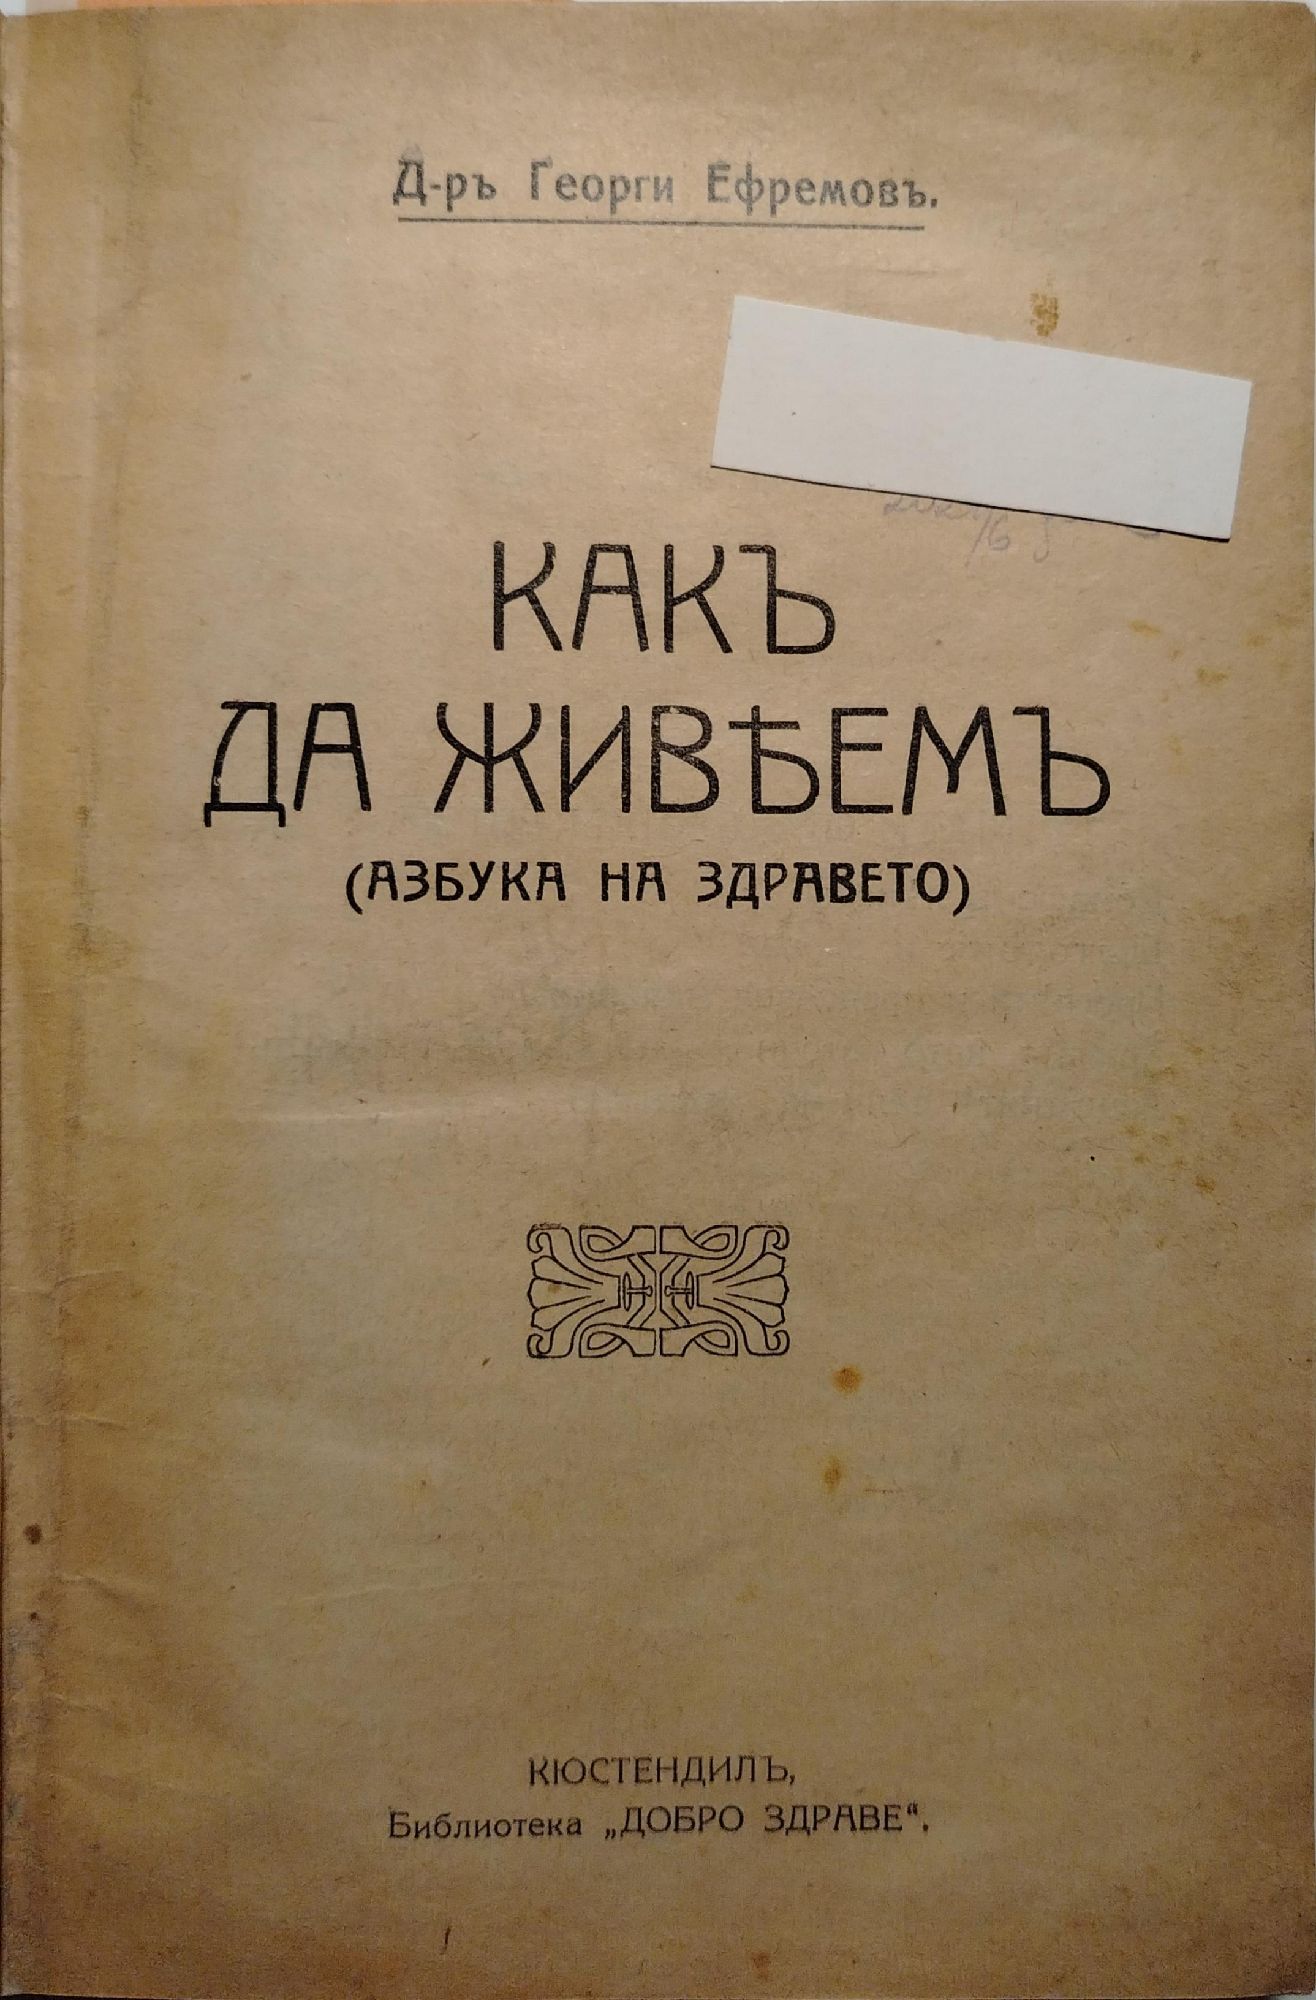 Д-ръ Георги Ефремовъ.
КАКЪ
ДА ЖИВѢЕМЪ
(АЗБУКА НА ЗДРАВЕТО)
КЮСТЕНДИЛЪ,
Библиотека „ДОБРО ЗДРАВЕ“.